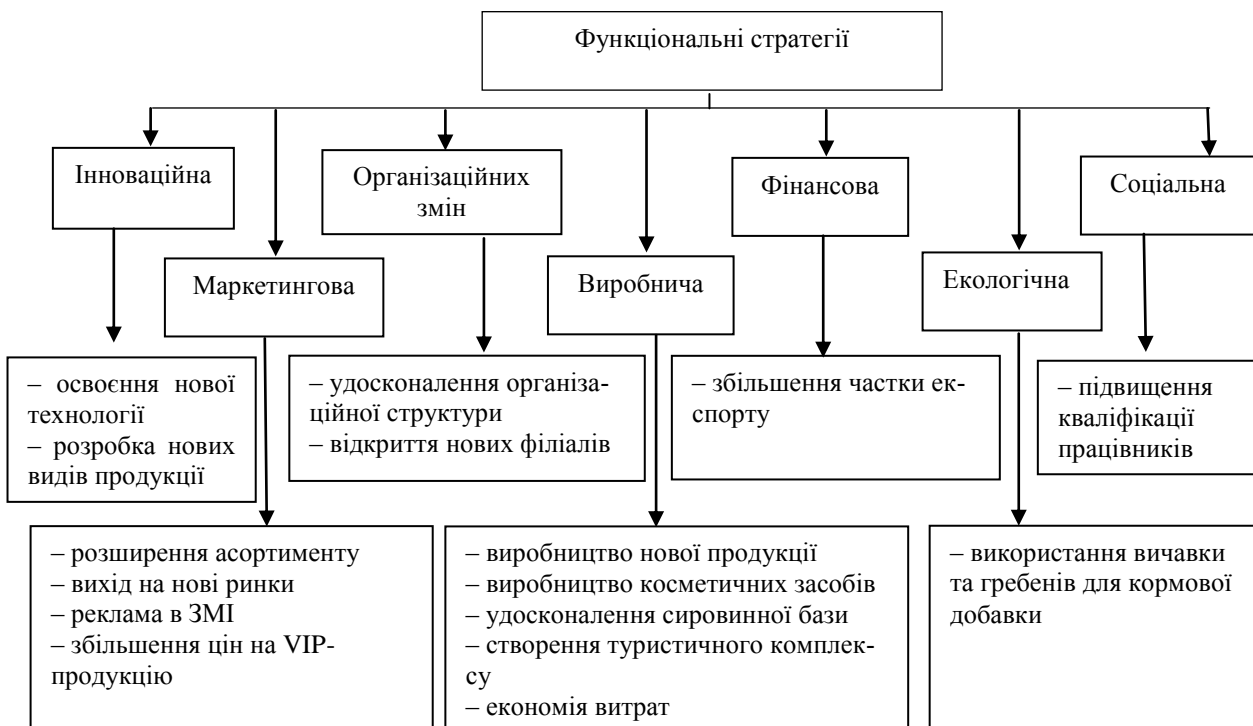 Функціональні стратегії
Інноваційна
Організаційних
змін
Фінансова
Соціальна
Маркетингова
Виробнича
Екологічна
– освоєння нової
технології
– розробка нових
видів продукції
– удосконалення організа-
ційної структури
– відкриття нових філіалів
– збільшення частки ек-
спорту
– підвищення
кваліфікації
працівників
– розширення асортименту
– вихід на нові ринки
– реклама в ЗМІ
– збільшення цін на VIP-
продукцію
– виробництво нової продукції
– виробництво косметичних засобів
– удосконалення сировинної бази
– створення туристичного комплек-
су
– економія витрат
– використання вичавки
та гребенів для кормової
добавки